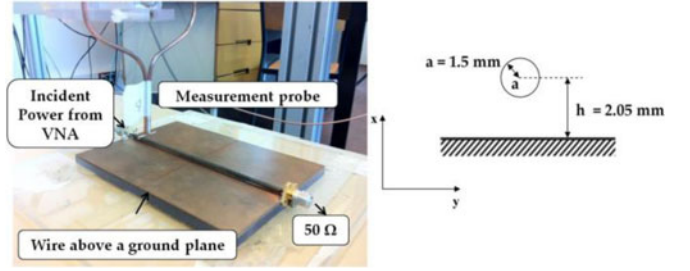 Incident
Power from
VNA
Measurement probe
Wire above a ground plane
50 Ω
a = 1.5 mm
a
h = 2.05 mm
x
y